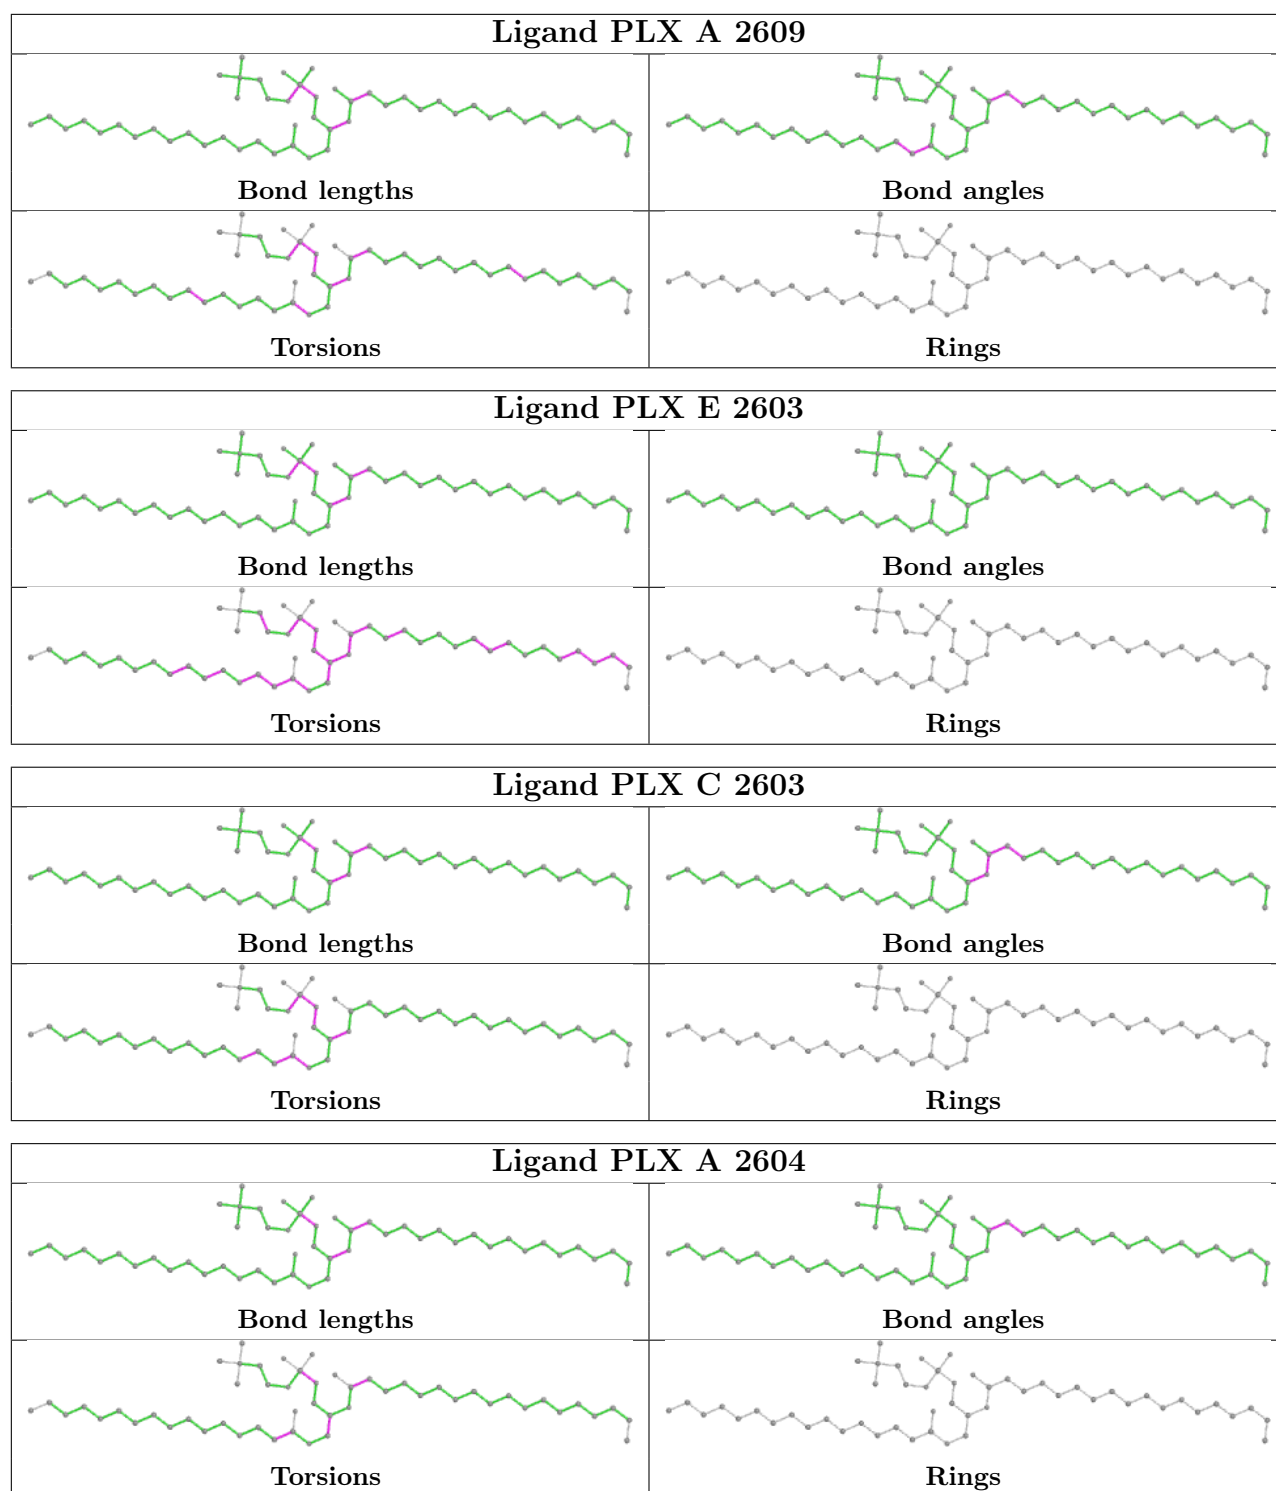 Ligand PLX A 2609
Bond lengths
Bond angles
Torsions
Rings
Ligand PLX E 2603
Bond lengths
Bond angles
Torsions
Rings
Ligand PLX C 2603
Bond lengths
Bond angles
Torsions
Rings
Ligand PLX A 2604
Bond lengths
Bond angles
Torsions
Rings